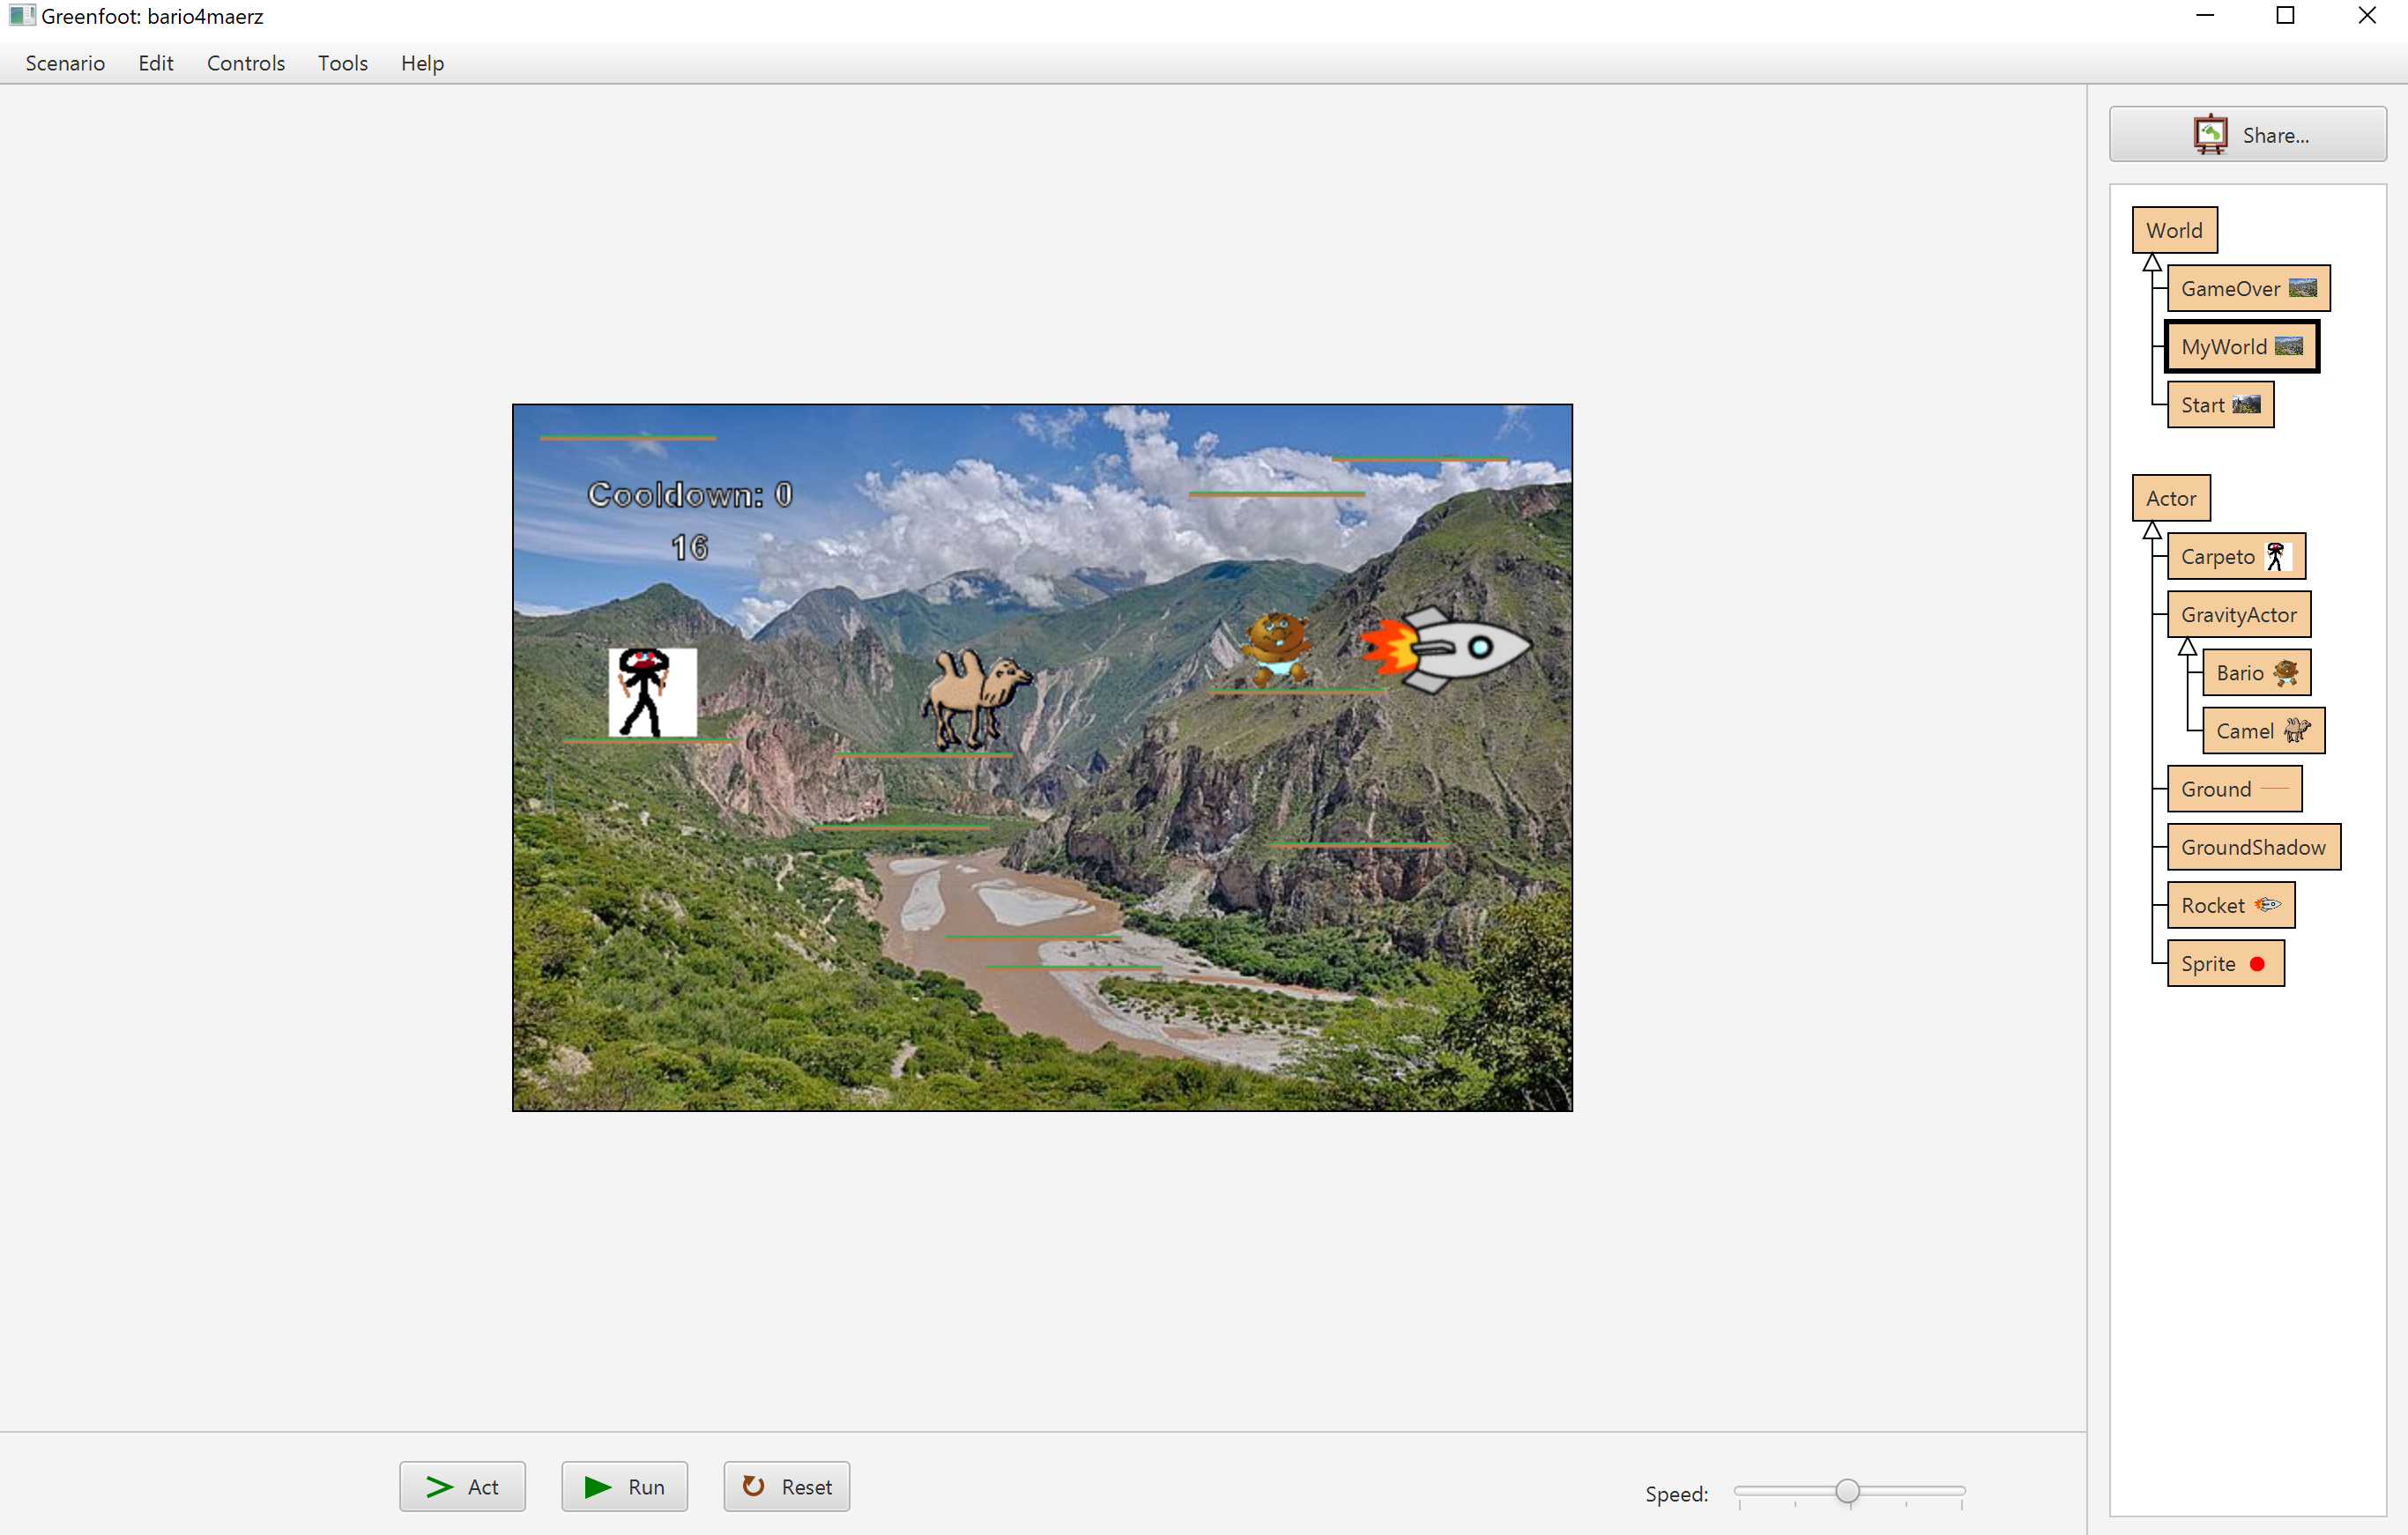 Greenfoot: bario4maerz
Scenario Edit Controls Tools Help
Share...
World
GameOver
MyWorld
Start
Actor
Carpeto
GravityActor
Bario
Camel
Ground
GroundShadow
Rocket
Sprite
Cooldown: 0
16
Act
Run
Reset
Speed: